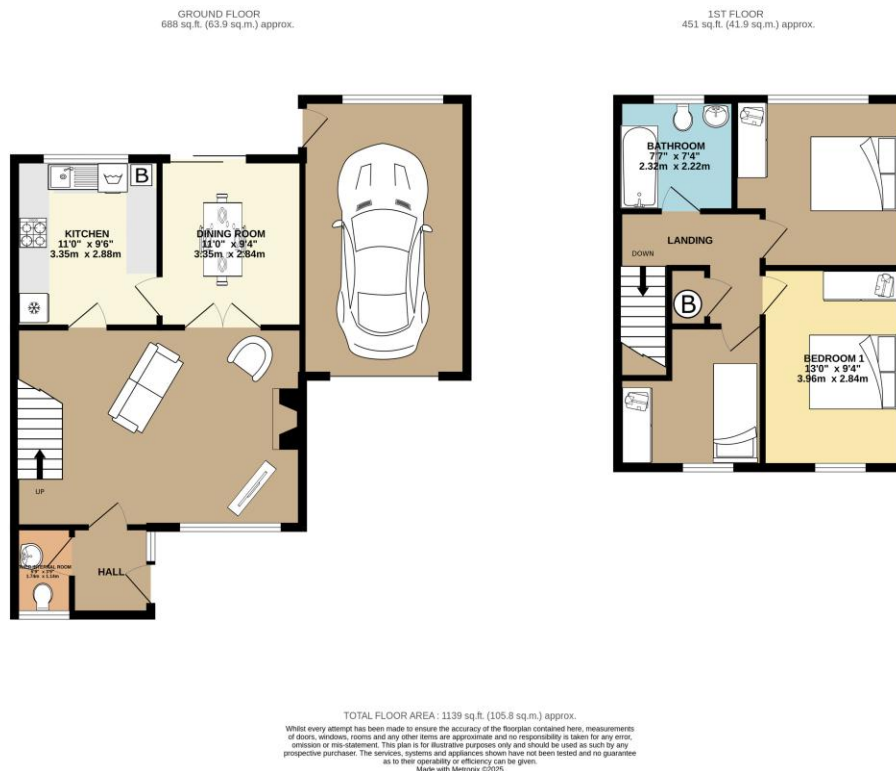 GROUND FLOOR
688 sq.ft. (63.9 sq.m.) approx.
1ST FLOOR
451 sq.ft. (41.9 sq.m.) approx.
B
KITCHEN
11'0" x 9'6"
3.35m x 2.88m
DINING ROOM
11'0" x 9'4"
3.35m x 2.84m
UP
HALL
BATHROOM
7'7" x 7'4"
2.32m x 2.22m
LANDING
DOWN
B
BEDROOM 1
13'0" x 9'4"
3.96m x 2.84m
TOTAL FLOOR AREA : 1139 sq.ft. (105.8 sq.m.) approx.
Whilst every attempt has been made to ensure the accuracy of the floorplan contained here, measurements
of doors, windows, rooms and any other items are approximate and no responsibility is taken for any error,
omission or mis-statement. This plan is for illustrative purposes only and should be used as such by any
prospective purchaser. The services, systems and appliances shown have not been tested and no guarantee
as to their operability or efficiency can be given.
Made with Metropix ©2025